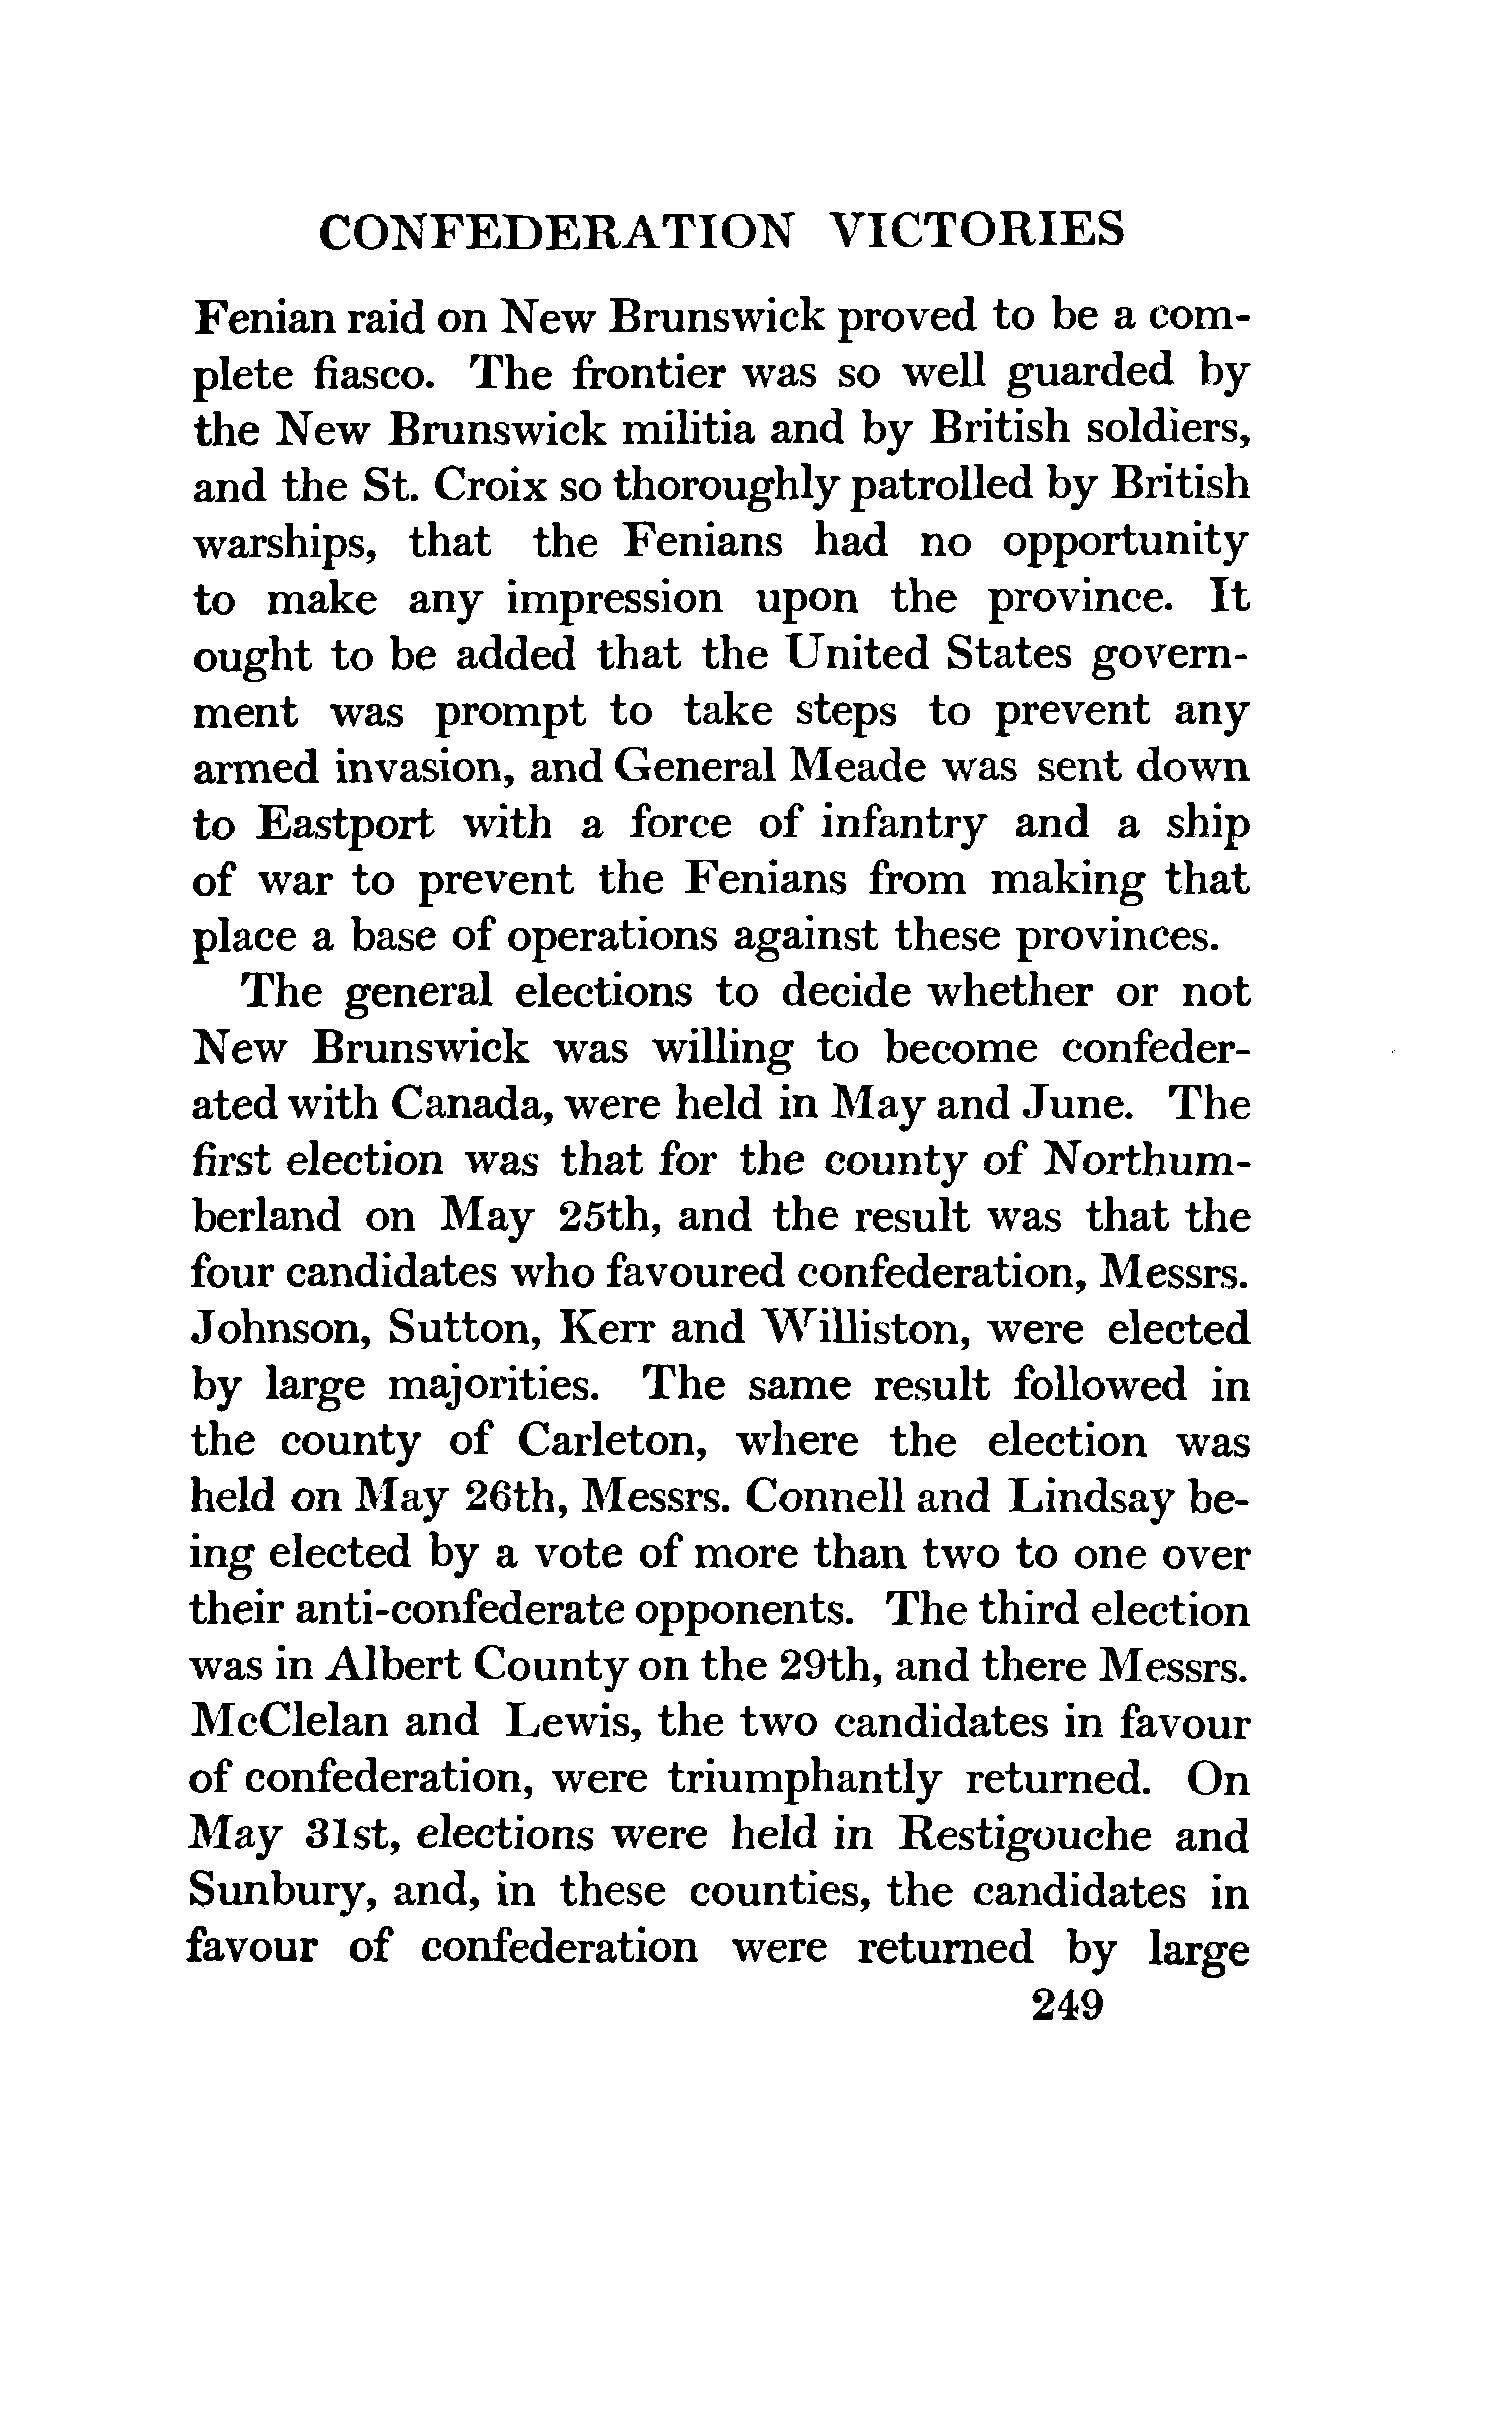 CONFEDERATION VICTORIES
Fenian raid on New Brunswick proved to be a com-
plete fiasco. The frontier was so well guarded by
the New Brunswick militia and by British soldiers,
and the St. Croix so thoroughly patrolled by British
warships, that the Fenians had no opportunity
to make any impression upon the province. It
ought to be added that the United States govern-
ment was prompt to take steps to prevent any
armed invasion, and General Meade was sent down
to Eastport with a force of infantry and a ship
of war to prevent the Fenians from making that
place a base of operations against these provinces.
The general elections to decide whether or not
New Brunswick was willing to become confeder-
ated with Canada, were held in May and June. The
first election was that for the county of Northum-
berland on May 25th, and the result was that the
four candidates who favoured confederation, Messrs.
Johnson, Sutton, Kerr and Williston, were elected
by large majorities. The same result followed in
the county of Carleton, where the election was
held on May 26th, Messrs. Connell and Lindsay be-
ing elected by a vote of more than two to one over
their anti-confederate opponents. The third election
was in Albert County on the 29th, and there Messrs.
McClelan and Lewis, the two candidates in favour
of confederation, were triumphantly returned. On
May 31st, elections were held in Restigouche and
Sunbury, and, in these counties, the candidates in
favour of confederation were returned by large
249